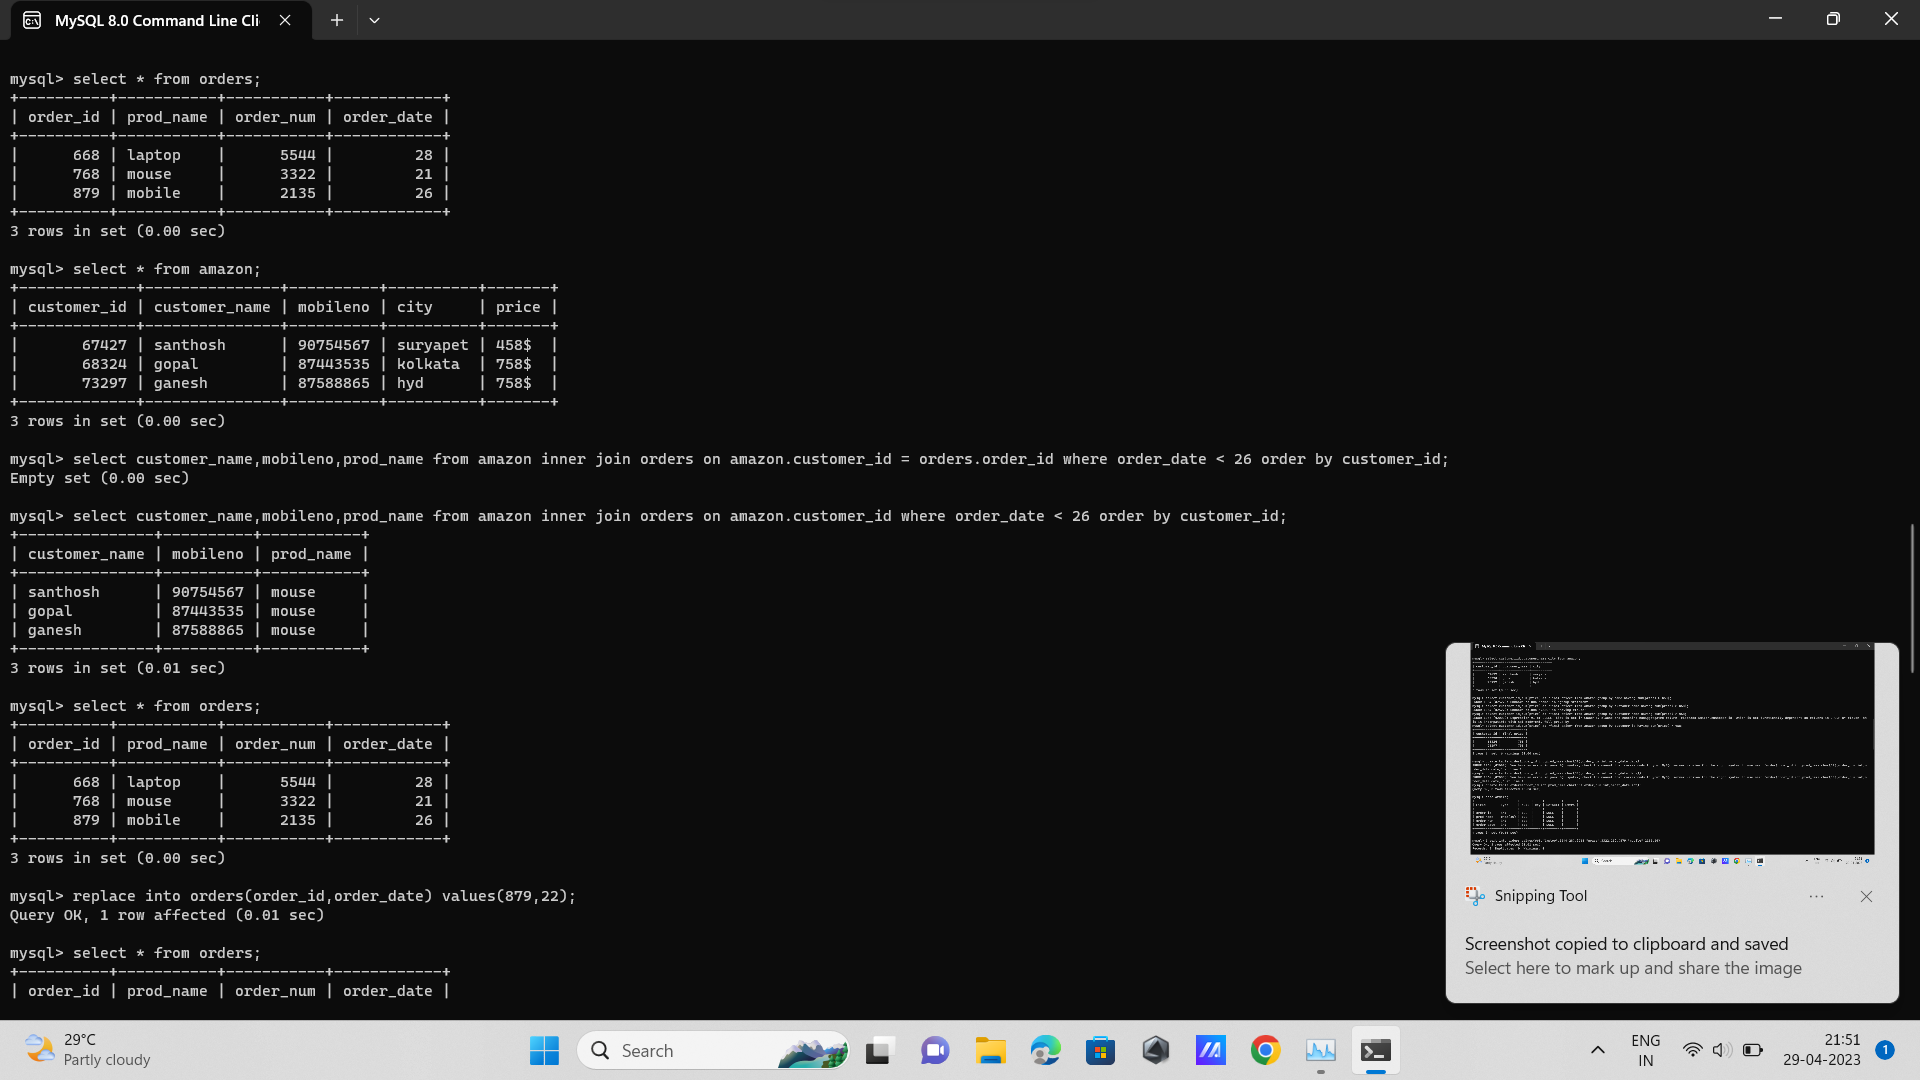 MySQL 8.0 Command Line Cli
mysql> select * from orders;
+----------+-----------+-----------+------------+
| order_id | prod_name | order_num | order_date |
+----------+-----------+-----------+------------+
|      668 | laptop    |      5544 |         28 |
|      768 | mouse     |      3322 |         21 |
|      879 | mobile    |      2135 |         26 |
+----------+-----------+-----------+------------+
3 rows in set (0.00 sec)
mysql> select * from amazon;
+-------------+---------------+----------+----------+-------+
| customer_id | customer_name | mobileno | city     | price |
+-------------+---------------+----------+----------+-------+
|       67427 | santhosh      | 90754567 | suryapet | 458$  |
|       68324 | gopal         | 87443535 | kolkata  | 758$  |
|       73297 | ganesh        | 87588865 | hyd      | 758$  |
+-------------+---------------+----------+----------+-------+
3 rows in set (0.00 sec)
mysql> select customer_name,mobileno,prod_name from amazon inner join orders on amazon.customer_id = orders.order_id where order_date < 26 order by customer_id;
Empty set (0.00 sec)
mysql> select customer_name,mobileno,prod_name from amazon inner join orders on amazon.customer_id where order_date < 26 order by customer_id;
+---------------+----------+-----------+
| customer_name | mobileno | prod_name |
+---------------+----------+-----------+
| santhosh      | 90754567 | mouse     |
| gopal         | 87443535 | mouse     |
| ganesh        | 87588865 | mouse     |
+---------------+----------+-----------+
3 rows in set (0.01 sec)
mysql> select * from orders;
+----------+-----------+-----------+------------+
| order_id | prod_name | order_num | order_date |
+----------+-----------+-----------+------------+
|      668 | laptop    |      5544 |         28 |
|      768 | mouse     |      3322 |         21 |
|      879 | mobile    |      2135 |         26 |
+----------+-----------+-----------+------------+
3 rows in set (0.00 sec)
mysql> replace into orders(order_id,order_date) values(879,22);
Query OK, 1 row affected (0.01 sec)
mysql> select * from orders;
+----------+-----------+-----------+------------+
| order_id | prod_name | order_num | order_date |
Snipping Tool
Screenshot copied to clipboard and saved
Select here to mark up and share the image
29°C
Partly cloudy
Search
ENG
IN
21:51
29-04-2023
1